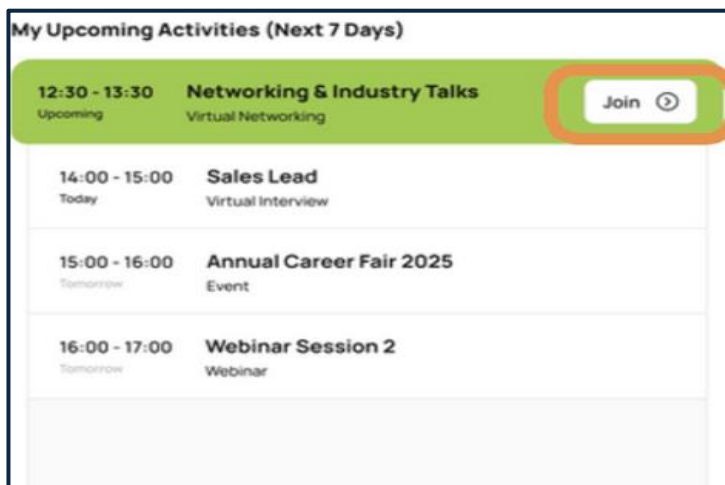 My Upcoming Activities (Next 7 Days)
12:30 - 13:30 Networking & Industry Talks
Upcoming Virtual Networking
Join
14:00 - 15:00 Sales Lead
Today Virtual Interview
15:00 - 16:00 Annual Career Fair 2025
Tomorrow Event
16:00 - 17:00 Webinar Session 2
Tomorrow Webinar